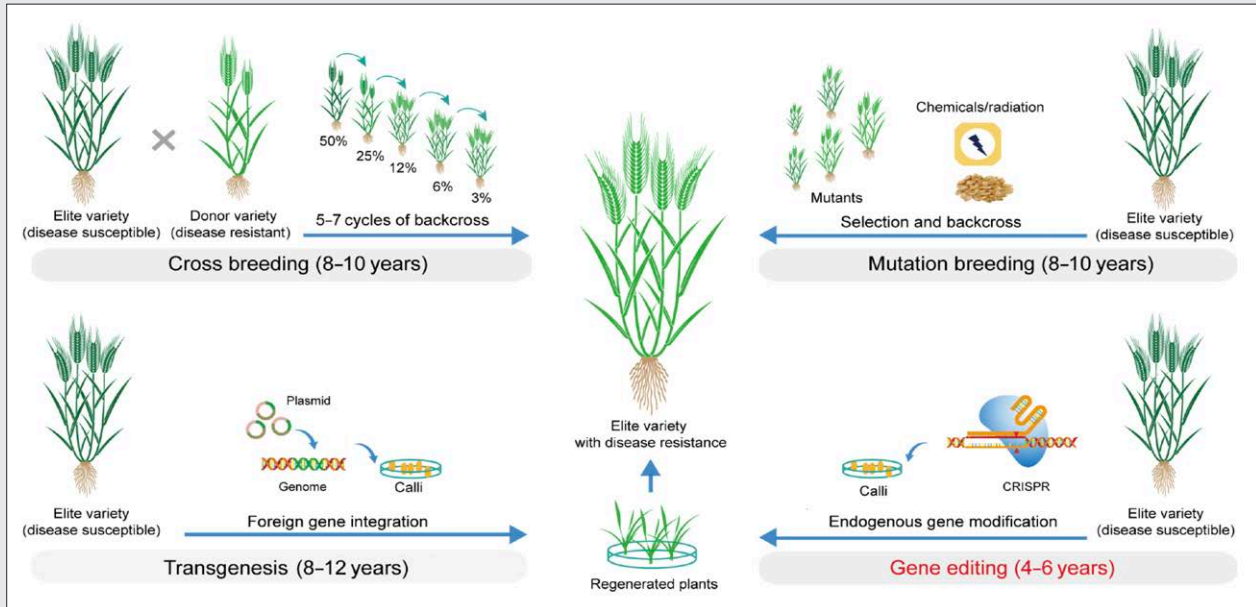 50%
25%
12%
6%
3%
Elite variety
(disease susceptible)
Donor variety
(disease resistant)
5–7 cycles of backcross
Cross breeding (8–10 years)
Chemicals/radiation
Mutants
Selection and backcross
Elite variety
(disease susceptible)
Mutation breeding (8–10 years)
Elite variety
with disease resistance
Plasmid
Genome
Calli
Elite variety
(disease susceptible)
Foreign gene integration
Transgenesis (8–12 years)
Regenerated plants
Calli
CRISPR
Endogenous gene modification
Elite variety
(disease susceptible)
Gene editing (4–6 years)